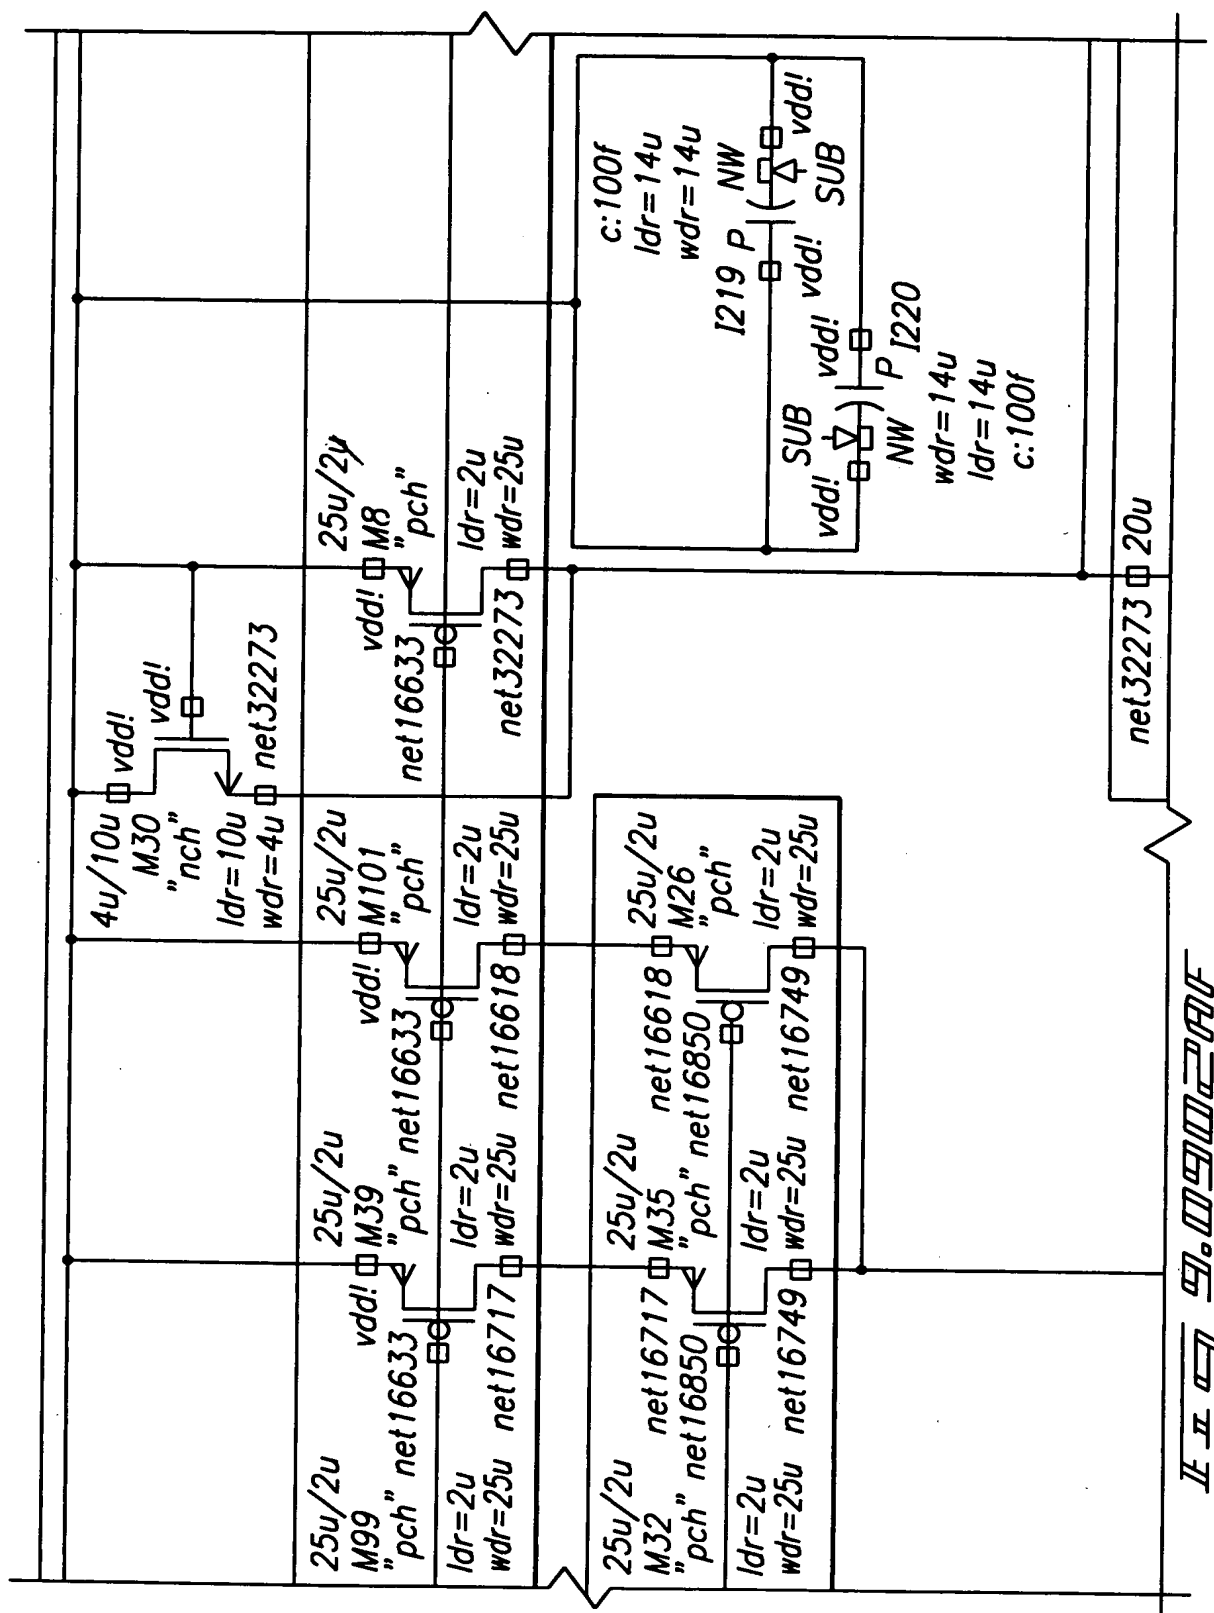 4u/10u
M30
"nch"
ldr=10u
wdr=4u
vdd!
vdd!
net32273
25u/2u
M99
"pch"
ldr=2u
wdr=25u
net16633
vdd!
25u/2u
M39
"pch"
ldr=2u
wdr=25u
net16717
net16633
vdd!
25u/2u
M101
"pch"
ldr=2u
wdr=25u
net16618
net16633
vdd!
25u/2u
M8
"pch"
ldr=2u
wdr=25u
net32273
25u/2u
M32
"pch"
ldr=2u
wdr=25u
net16717
net16850
net16749
25u/2u
M35
"pch"
ldr=2u
wdr=25u
net16618
net16850
net16749
25u/2u
M26
"pch"
ldr=2u
wdr=25u
c:100f
ldr=14u
wdr=14u
I219
P
NW
vdd!
vdd!
SUB
SUB
vdd!
vdd!
NW
P
I220
wdr=14u
ldr=14u
c:100f
net32273
20u
FIG 9.0902AF